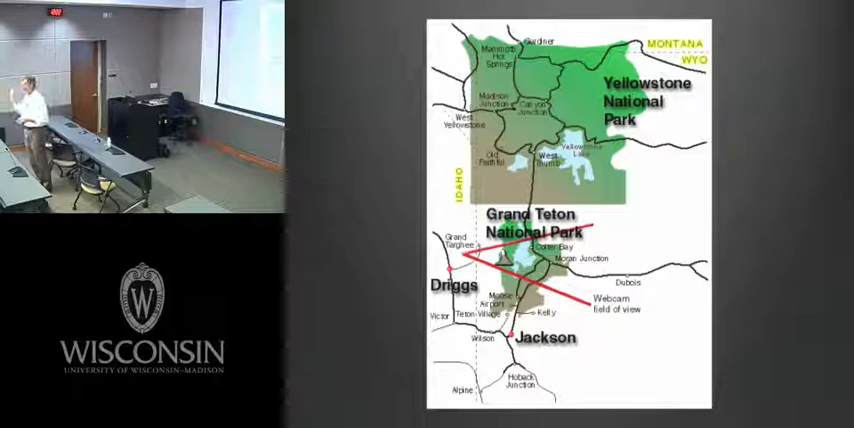 Gardiner
Mammoth
Hot
Springs
MONTANA
WYO
Yellowstone
National
Park
Madison
Junction
Canyon
Junction
West
Yellowstone
Old
Faithful
West
Thumb
Yellowstone
Lake
IDAHO
Grand Teton
National Park
Grand
Targhee
Colter Bay
Moran Junction
Driggs
Dubois
Moose
Airport
Webcam
field of view
Victor
Teton Village
Kelly
Wilson
Jackson
Hoback
Junction
Alpine
W
WISCONSIN
UNIVERSITY OF WISCONSIN–MADISON